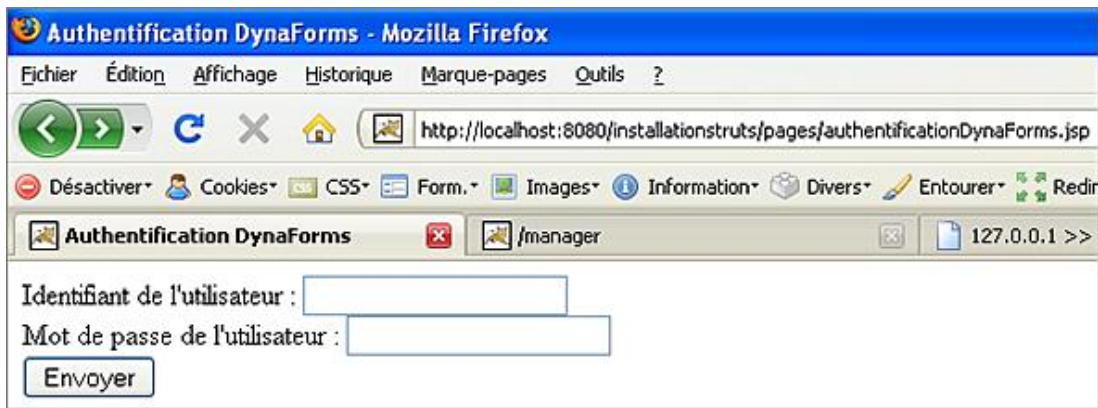 Authentification DynaForms - Mozilla Firefox
Fichier Édition Affichage Historique Marque-pages Outils ?
http://localhost:8080/installationstruts/pages/authentificationDynaForms.jsp
Désactiver Cookies CSS Form. Images Information Divers Entourer Redir
Authentification DynaForms /manager 127.0.0.1 >>
Identifiant de l'utilisateur :
Mot de passe de l'utilisateur :
Envoyer